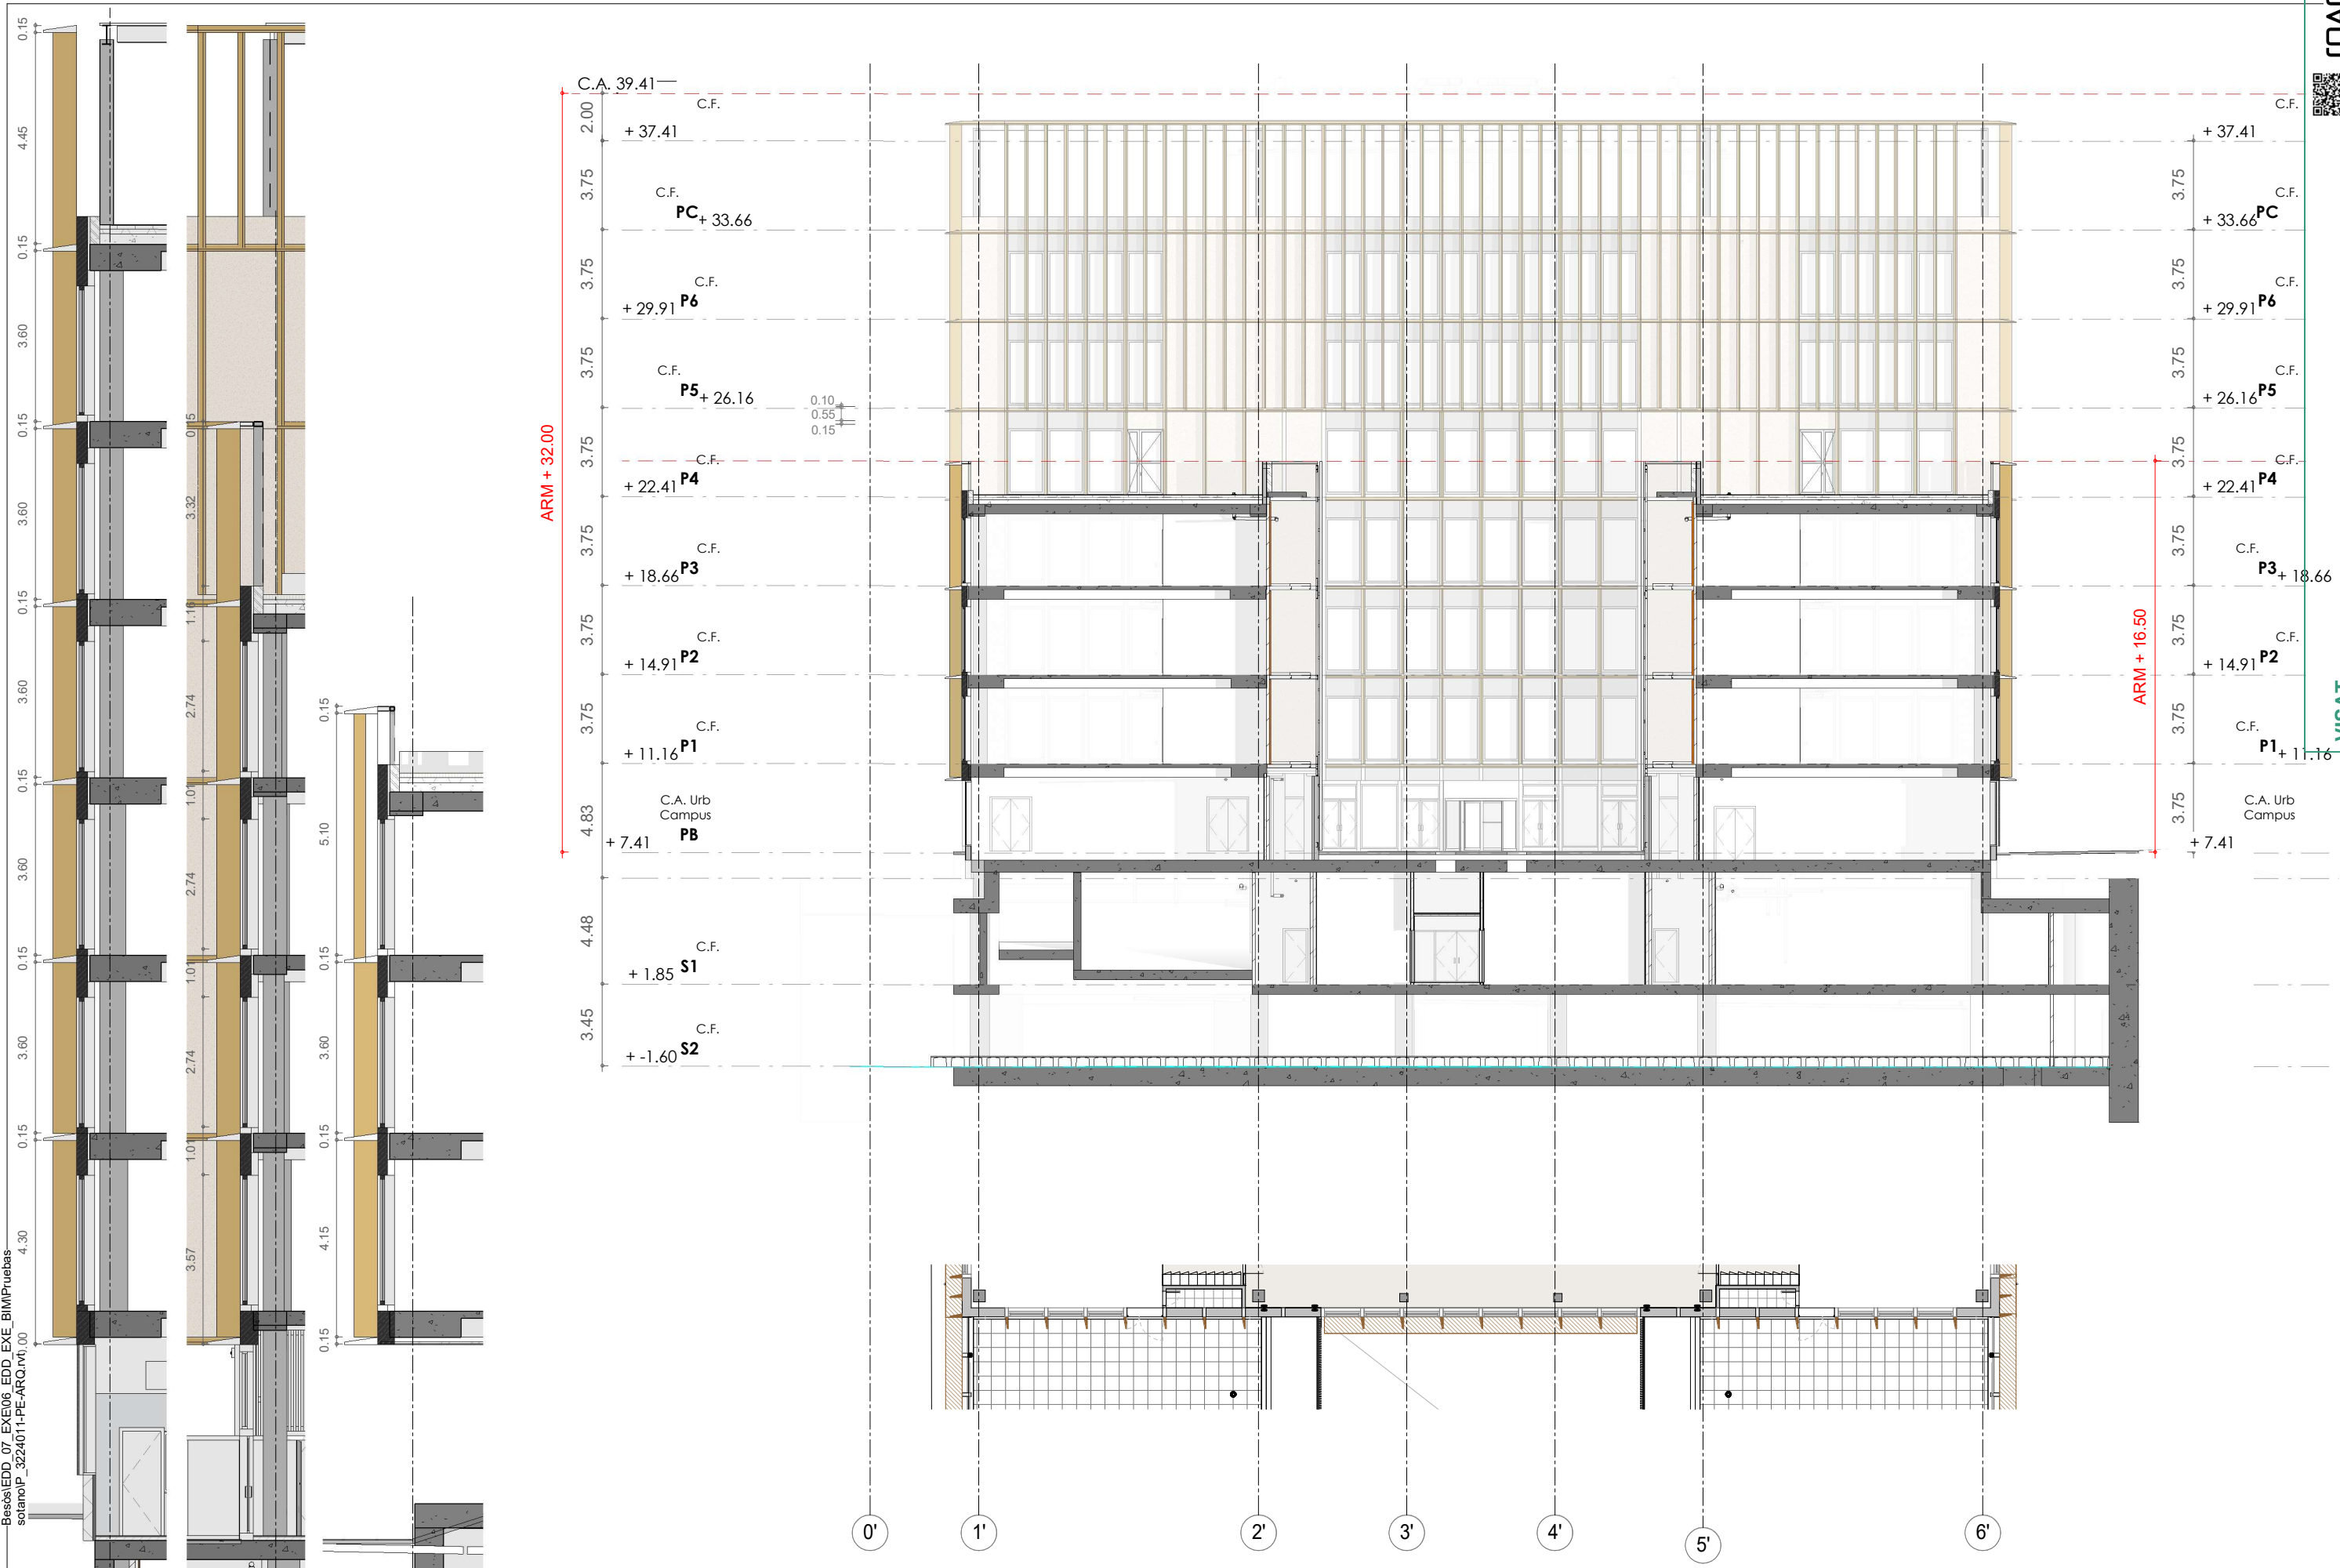 0.15
4.45
0.15
3.60
0.15
3.60
0.15
3.60
0.15
3.60
0.15
3.60
0.15
4.30
.00
Besòs\EDD_07_EXE\06_EDD_EXE_BIM\Pruebas
sotano\P_3224011-PE-ARQ.rvt)
0.15
3.32
1.16
2.74
1.01
2.74
1.01
2.74
1.01
3.57
0.15
5.10
0.15
3.60
0.15
4.15
0.15
ARM + 32.00
C.A. 39.41
2.00
C.F.
+ 37.41
3.75
C.F.
PC + 33.66
3.75
C.F.
+ 29.91 P6
3.75
C.F.
P5 + 26.16
3.75
C.F.
+ 22.41 P4
3.75
C.F.
+ 18.66 P3
3.75
C.F.
+ 14.91 P2
3.75
C.F.
+ 11.16 P1
4.83
C.A. Urb
Campus
PB
+ 7.41
4.48
C.F.
+ 1.85 S1
3.45
C.F.
+ -1.60 S2
0.10
0.55
0.15
C.F.
+ 37.41
3.75
C.F.
+ 33.66 PC
3.75
C.F.
+ 29.91 P6
3.75
C.F.
+ 26.16 P5
3.75
C.F.
+ 22.41 P4
3.75
C.F.
P3 + 18.66
3.75
C.F.
+ 14.91 P2
3.75
C.F.
P1 + 11.16
3.75
C.A. Urb
Campus
+ 7.41
ARM + 16.50
0'
1'
2'
3'
4'
5'
6'